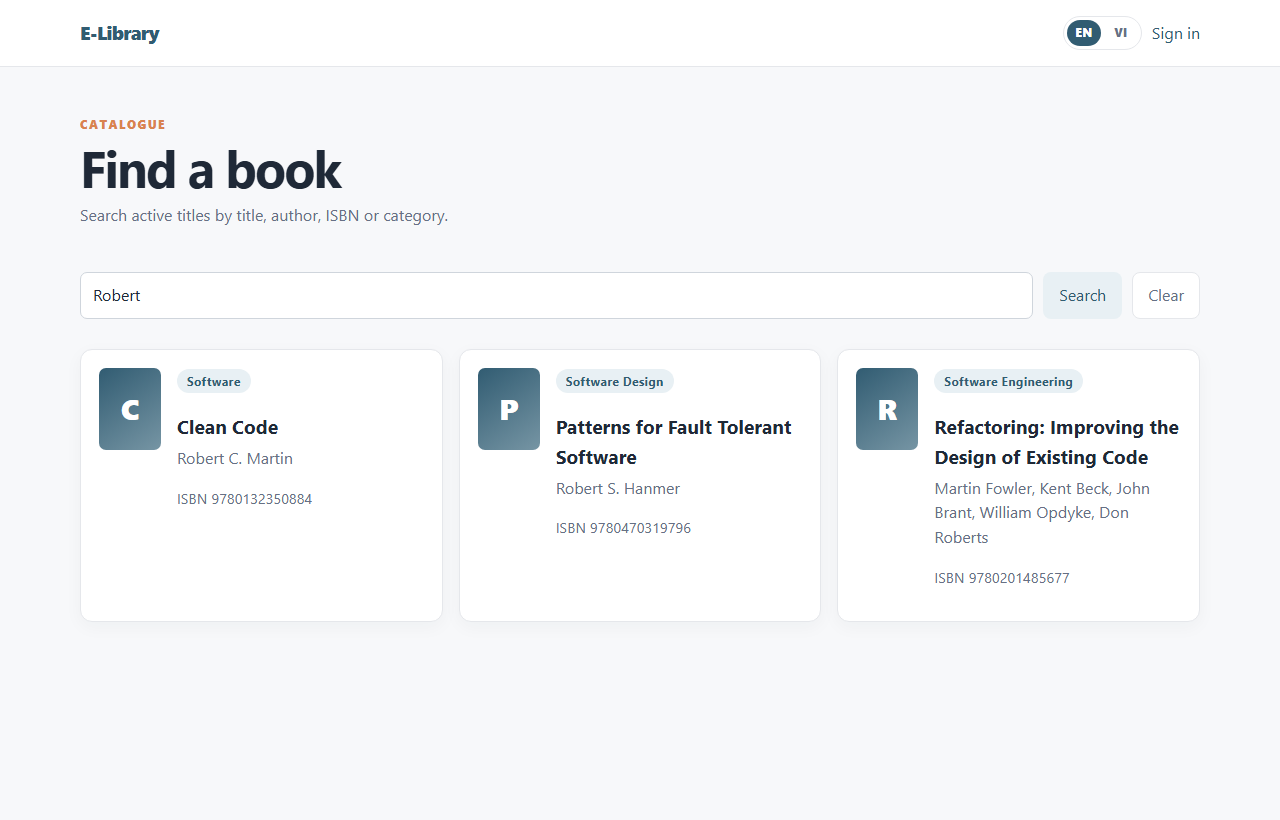 E-Library
EN VI Sign in
CATALOGUE
Find a book
Search active titles by title, author, ISBN or category.
Robert
Search
Clear
C
Software
Clean Code
Robert C. Martin
ISBN 9780132350884
P
Software Design
Patterns for Fault Tolerant
Software
Robert S. Hanmer
ISBN 9780470319796
R
Software Engineering
Refactoring: Improving the
Design of Existing Code
Martin Fowler, Kent Beck, John
Brant, William Opdyke, Don
Roberts
ISBN 9780201485677